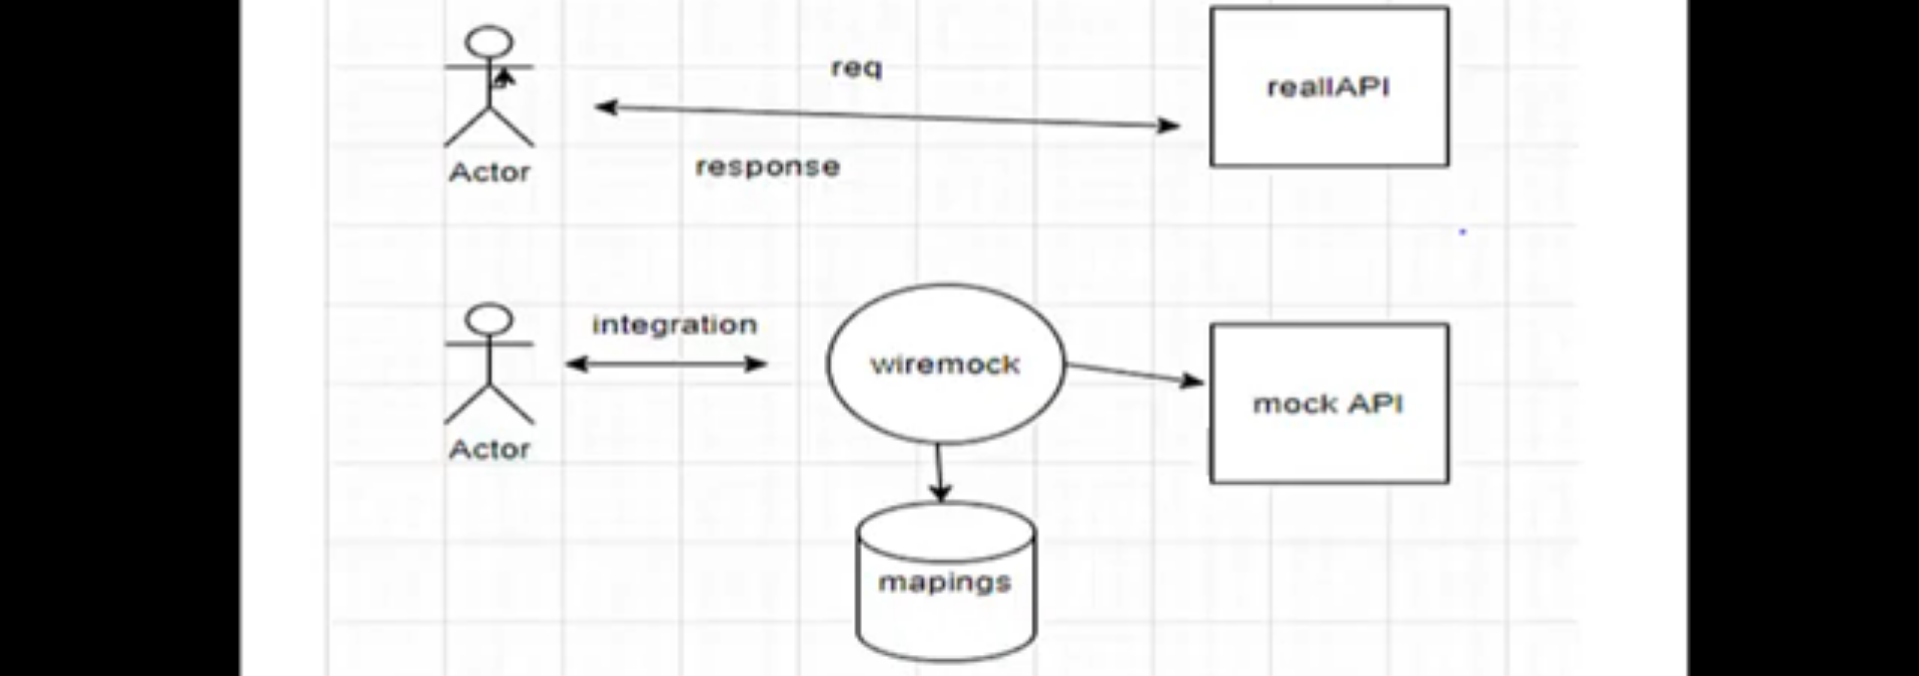 req
reallAPI
response
Actor
integration
wiremock
mock API
Actor
mapings